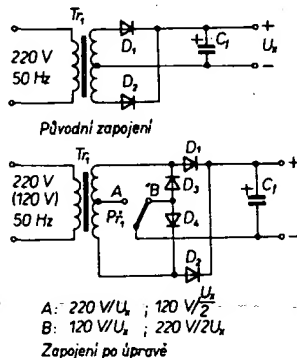 Tr₁
D₁
+
220 V
50 Hz
+
C₁
Uₓ
D₂
−
Původní zapojení
Tr₁
D₁
+
220 V
(120 V)
50 Hz
A
B
Př₁
D₃
D₄
+
C₁
D₂
−
A: 220 V/Uₓ ; 120 V/Uₓ/2
B: 120 V/Uₓ ; 220 V/2Uₓ
Zapojení po úpravě